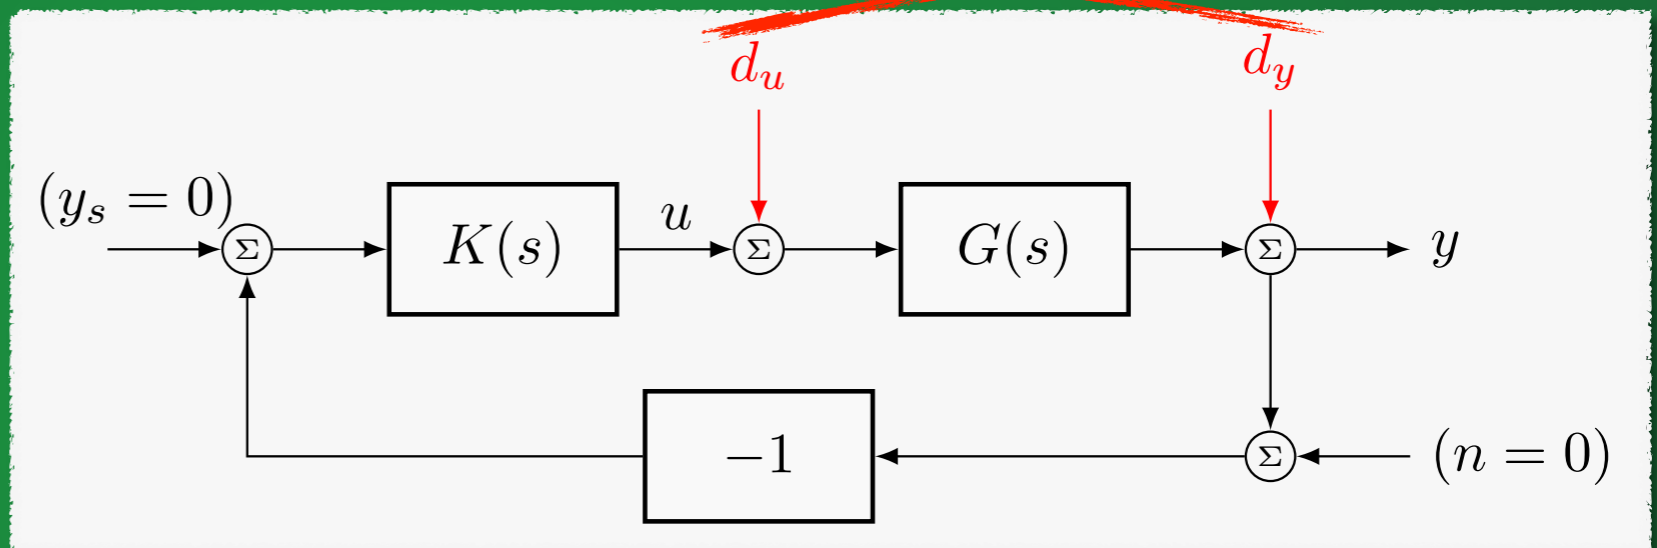 d_u
d_y
(y_s = 0)
Σ
K(s)
u
Σ
G(s)
Σ
y
−1
Σ
(n = 0)